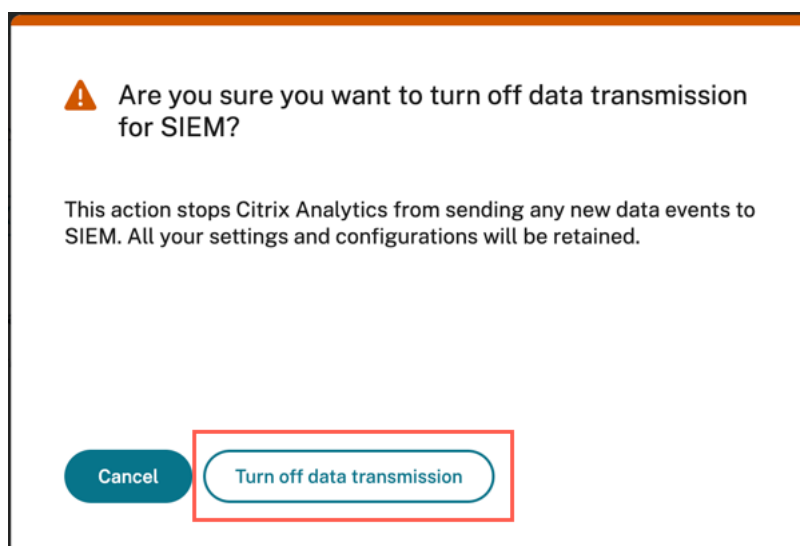 Are you sure you want to turn off data transmission
for SIEM?
This action stops Citrix Analytics from sending any new data events to
SIEM. All your settings and configurations will be retained.
Cancel
Turn off data transmission